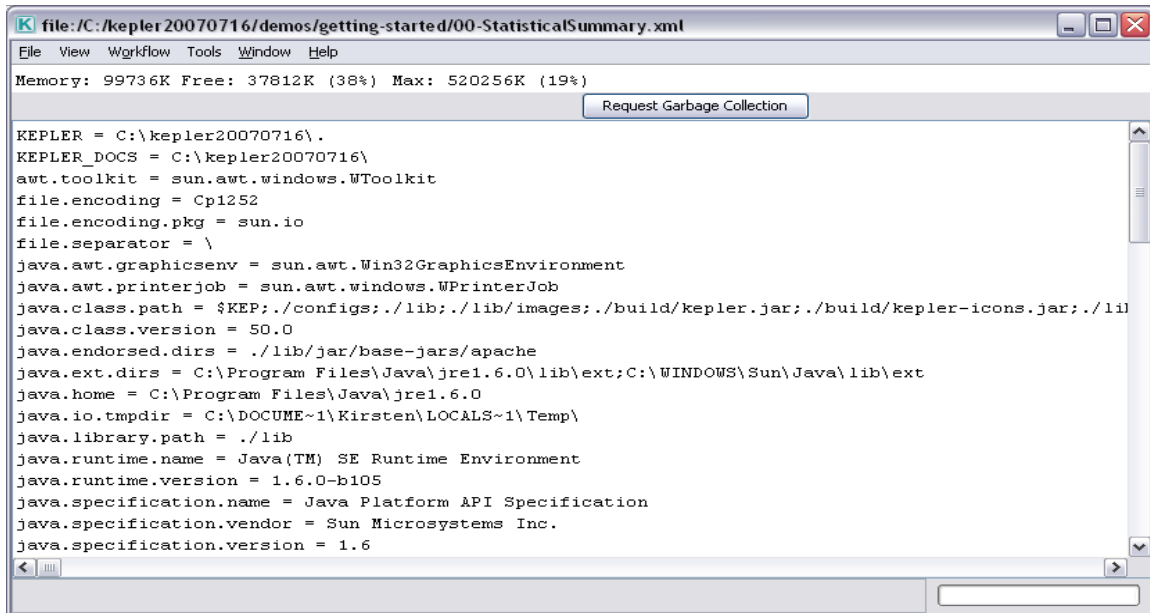 file:/C:/kepler20070716/demos/getting-started/00-StatisticalSummary.xml
File View Workflow Tools Window Help
Memory: 99736K Free: 37812K (38%) Max: 520256K (19%)
Request Garbage Collection
KEPLER = C:\kepler20070716\.
KEPLER_DOCS = C:\kepler20070716\
awt.toolkit = sun.awt.windows.WToolkit
file.encoding = Cp1252
file.encoding.pkg = sun.io
file.separator = \
java.awt.graphicsenv = sun.awt.Win32GraphicsEnvironment
java.awt.printerjob = sun.awt.windows.WPrinterJob
java.class.path = $KEP;./configs;./lib;./lib/images;./build/kepler.jar;./build/kepler-icons.jar;./lil
java.class.version = 50.0
java.endorsed.dirs = ./lib/jar/base-jars/apache
java.ext.dirs = C:\Program Files\Java\jre1.6.0\lib\ext;C:\WINDOWS\Sun\Java\lib\ext
java.home = C:\Program Files\Java\jre1.6.0
java.io.tmpdir = C:\DOCUME~1\Kirsten\LOCALS~1\Temp\
java.library.path = ./lib
java.runtime.name = Java(TM) SE Runtime Environment
java.runtime.version = 1.6.0-b105
java.specification.name = Java Platform API Specification
java.specification.vendor = Sun Microsystems Inc.
java.specification.version = 1.6